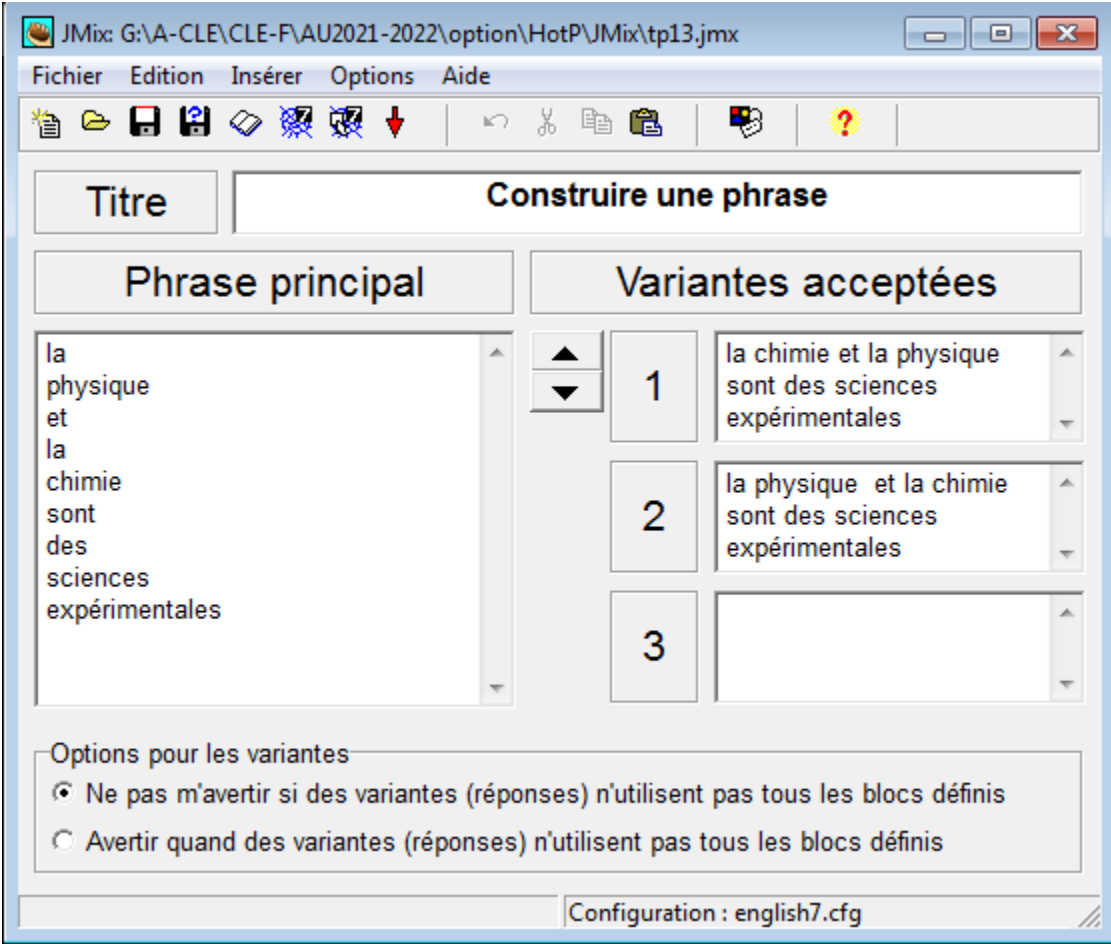 JMix: G:\A-CLE\CLE-F\AU2021-2022\option\HotP\JMix\tp13.jmx
Fichier Edition Insérer Options Aide
Titre
Construire une phrase
Phrase principal
Variantes acceptées
la
physique
et
la
chimie
sont
des
sciences
expérimentales
1
la chimie et la physique
sont des sciences
expérimentales
2
la physique  et la chimie
sont des sciences
expérimentales
3
Options pour les variantes
Ne pas m'avertir si des variantes (réponses) n'utilisent pas tous les blocs définis
Avertir quand des variantes (réponses) n'utilisent pas tous les blocs définis
Configuration : english7.cfg